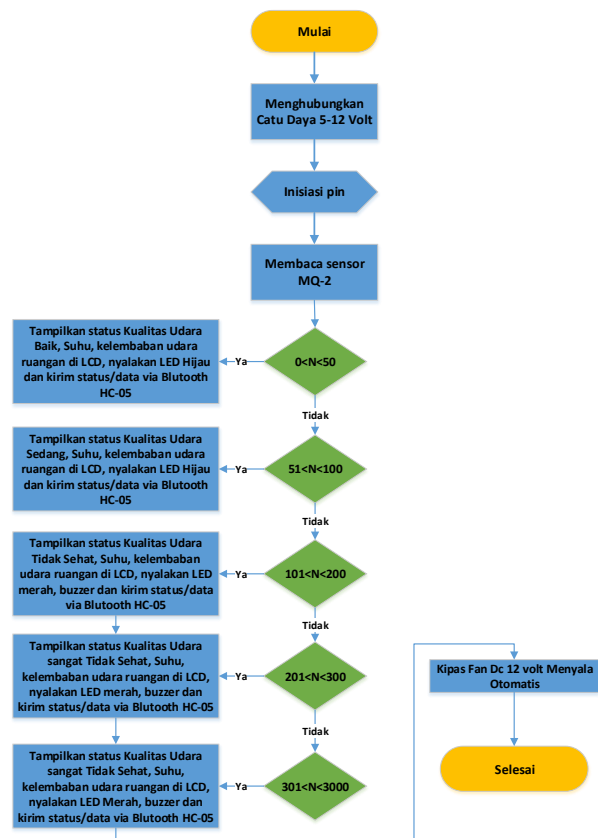 Mulai
Menghubungkan
Catu Daya 5-12 Volt
Inisiasi pin
Membaca sensor
MQ-2
Tampilkan status Kualitas Udara
Baik, Suhu, kelembaban udara
ruangan di LCD, nyalakan LED Hijau
dan kirim status/data via Blutooth
HC-05
Ya
0<N<50
Tidak
Tampilkan status Kualitas Udara
Sedang, Suhu, kelembaban udara
ruangan di LCD, nyalakan LED Hijau
dan kirim status/data via Blutooth
HC-05
Ya
51<N<100
Tidak
Tampilkan status Kualitas Udara
Tidak Sehat, Suhu, kelembaban
udara ruangan di LCD, nyalakan LED
merah, buzzer dan kirim status/data
via Blutooth HC-05
Ya
101<N<200
Tidak
Tampilkan status Kualitas Udara
sangat Tidak Sehat, Suhu,
kelembaban udara ruangan di LCD,
nyalakan LED merah, buzzer dan
kirim status/data via Blutooth HC-05
Ya
201<N<300
Tidak
Tampilkan status Kualitas Udara
sangat Tidak Sehat, Suhu,
kelembaban udara ruangan di LCD,
nyalakan LED Merah, buzzer dan
kirim status/data via Blutooth HC-05
Ya
301<N<3000
Kipas Fan Dc 12 volt Menyala
Otomatis
Selesai